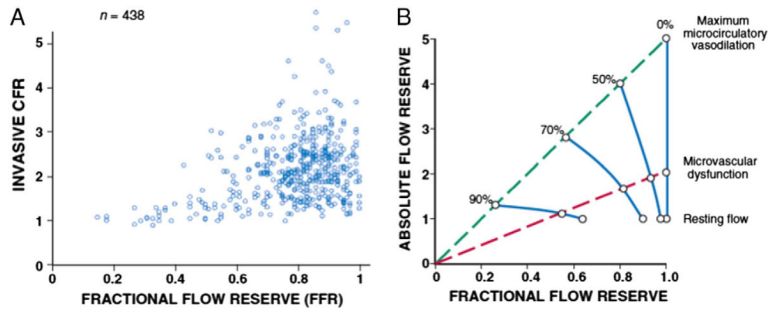 A
n = 438
INVASIVE CFR
5
4
3
2
1
0
0
0.2
0.4
0.6
0.8
1
FRACTIONAL FLOW RESERVE (FFR)
B
ABSOLUTE FLOW RESERVE
5
4
3
2
1
0
0
0.2
0.4
0.6
0.8
1.0
FRACTIONAL FLOW RESERVE
0%
50%
70%
90%
Maximum
microcirculatory
vasodilation
Microvascular
dysfunction
Resting flow